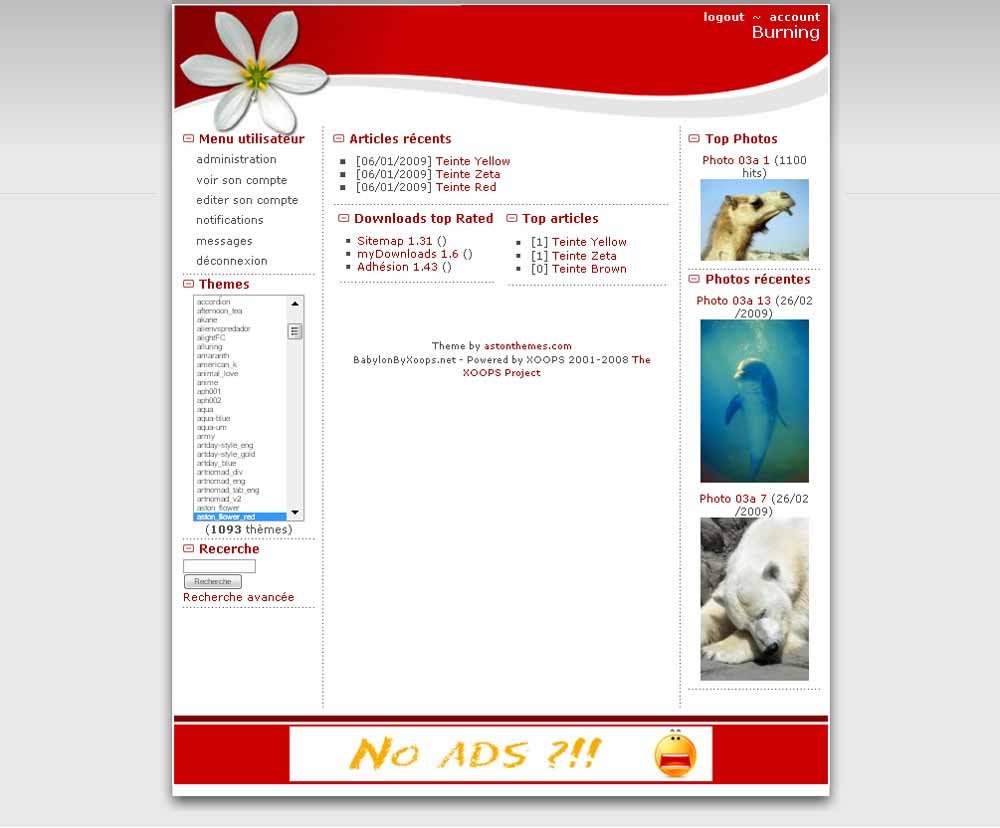 logout ~ account
Burning
Menu utilisateur
administration
voir son compte
editer son compte
notifications
messages
déconnexion
Themes
accordion
afternoon_tea
akane
alienvspredador
alightFC
alluring
amaranth
american_k
animal_love
anime
aph001
aph002
aqua
aqua-blue
aqua-um
army
artday-style_eng
artday-style_gold
artday_blue
artnomad_div
artnomad_eng
artnomad_tab_eng
artnomad_v2
aston_flower
aston_flower_red
(1093 thèmes)
Recerche
Recherche
Recherche avancée
Articles récents
[06/01/2009] Teinte Yellow
[06/01/2009] Teinte Zeta
[06/01/2009] Teinte Red
Downloads top Rated
Sitemap 1.31 ()
myDownloads 1.6 ()
Adhésion 1.43 ()
Top articles
[1] Teinte Yellow
[1] Teinte Zeta
[0] Teinte Brown
Theme by astonthemes.com
BabylonByXoops.net - Powered by XOOPS 2001-2008 The
XOOPS Project
Top Photos
Photo 03a 1 (1100
hits)
Photos récentes
Photo 03a 13 (26/02
/2009)
Photo 03a 7 (26/02
/2009)
No ADS ?!!